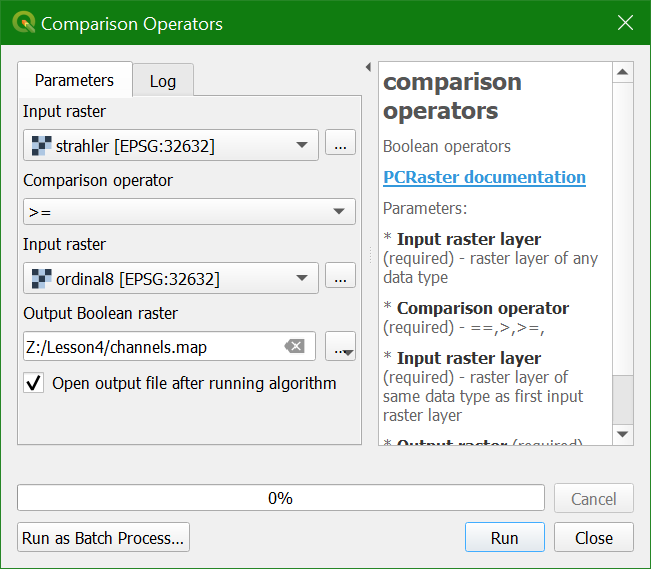 Comparison Operators
Parameters
Log
Input raster
strahler [EPSG:32632]
...
Comparison operator
>=
Input raster
ordinal8 [EPSG:32632]
...
Output Boolean raster
Z:/Lesson4/channels.map
...
Open output file after running algorithm
comparison
operators
Boolean operators
PCRaster documentation
Parameters:
* Input raster layer
(required) - raster layer of any
data type
* Comparison operator
(required) - ==,>,>=,
* Input raster layer
(required) - raster layer of
same data type as first input
raster layer
* Output raster (required)
0%
Cancel
Run as Batch Process...
Run
Close